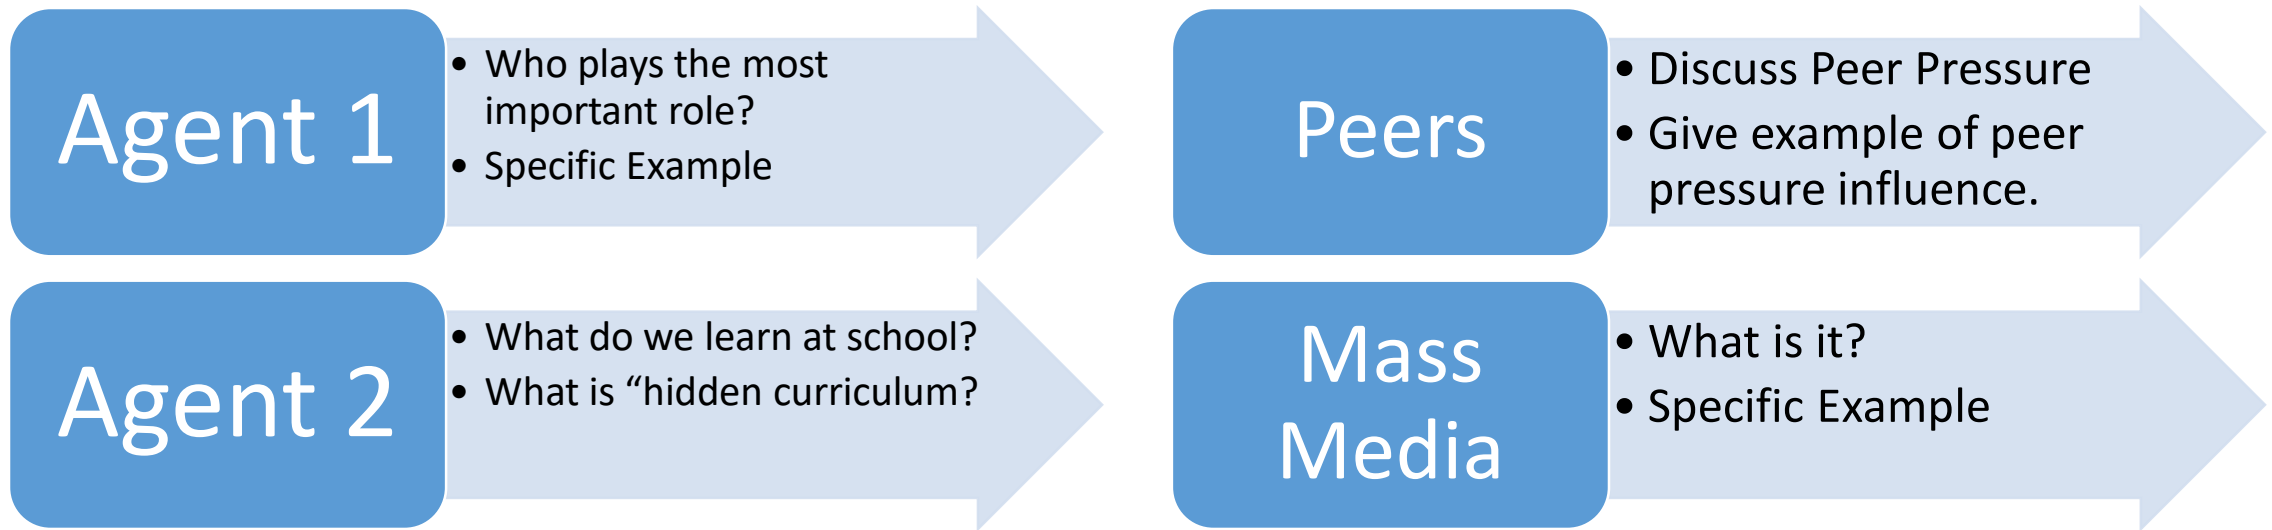 Agent 1
• Who plays the most
important role?
• Specific Example
Peers
• Discuss Peer Pressure
• Give example of peer
pressure influence.
Agent 2
• What do we learn at school?
• What is “hidden curriculum?
Mass
Media
• What is it?
• Specific Example